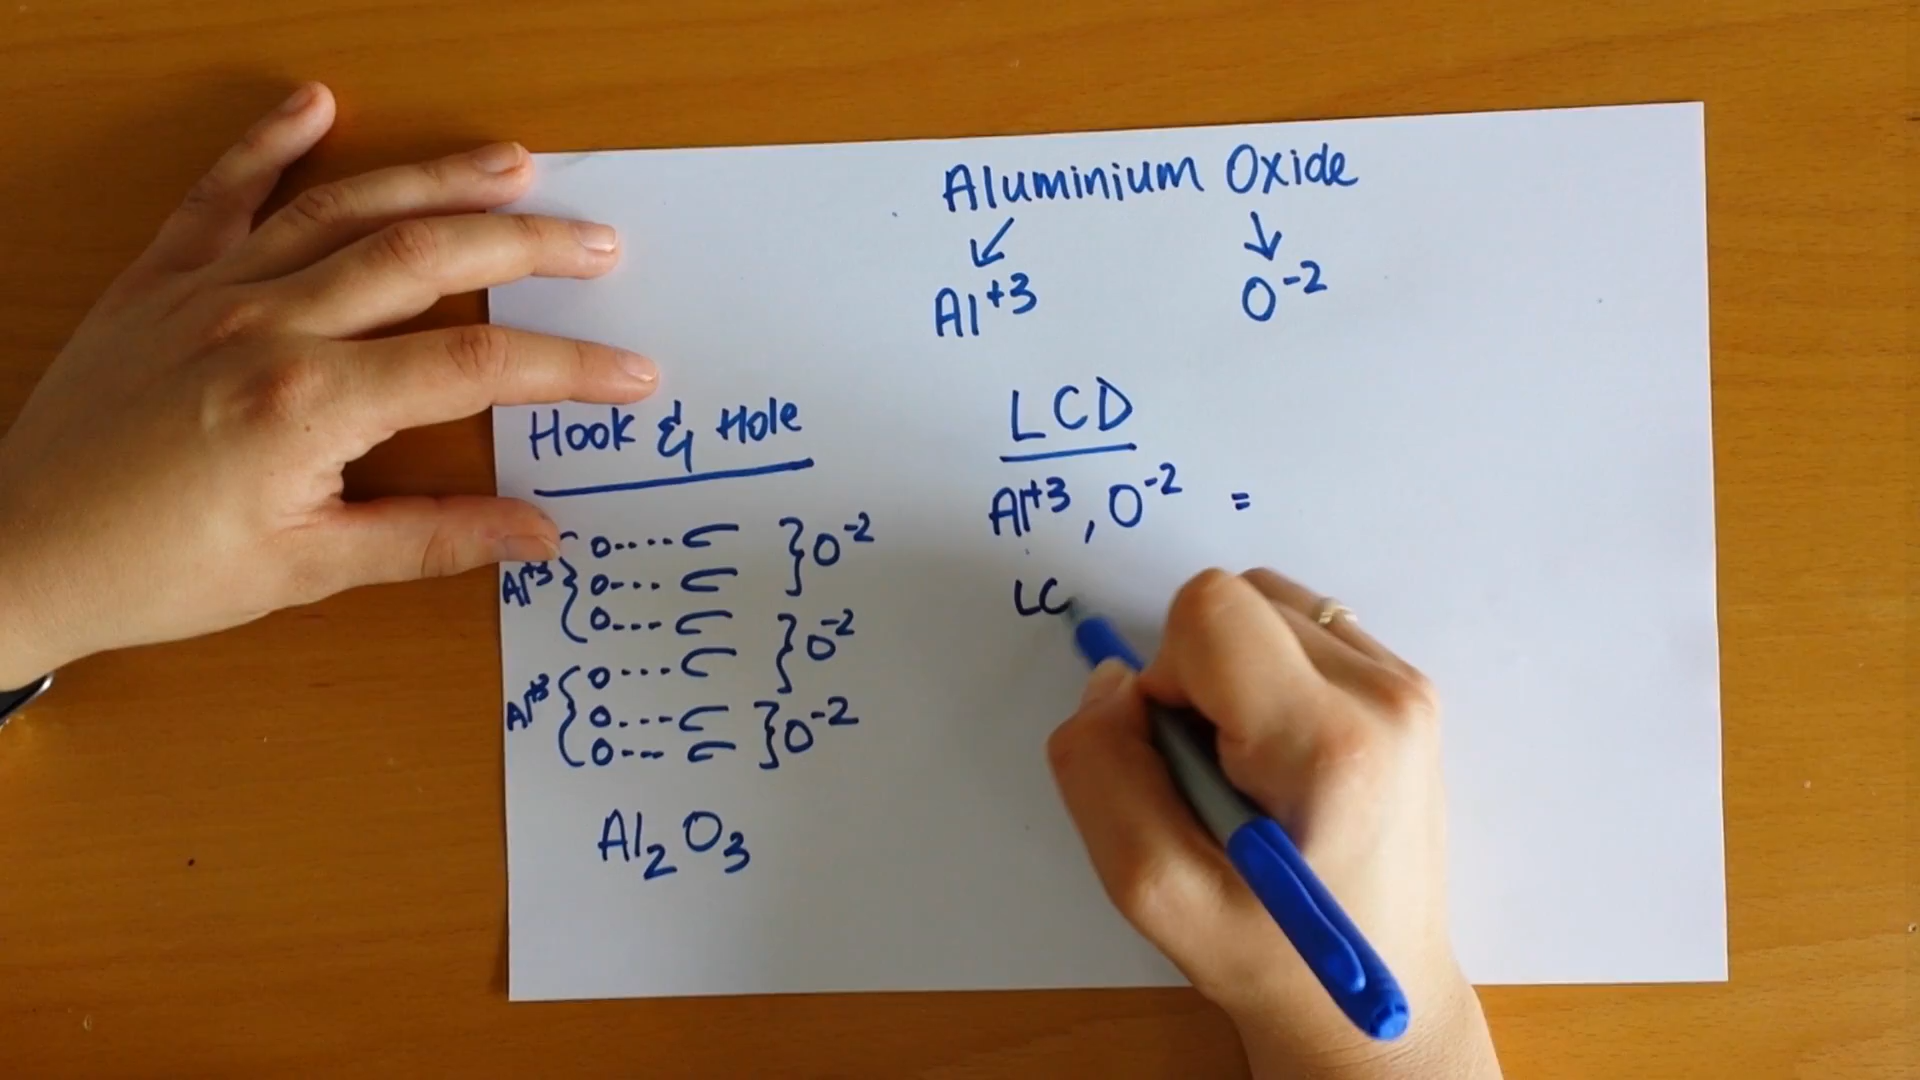 Aluminium Oxide
Al+3 O-2
Hook & Hole
Al+3 { o....⊂ } O-2
o...⊂
o...⊂ } O-2
Al+3 { o...⊂
o....⊂ } O-2
o---⊂
Al2O3
LCD
Al+3, O-2 =
LC